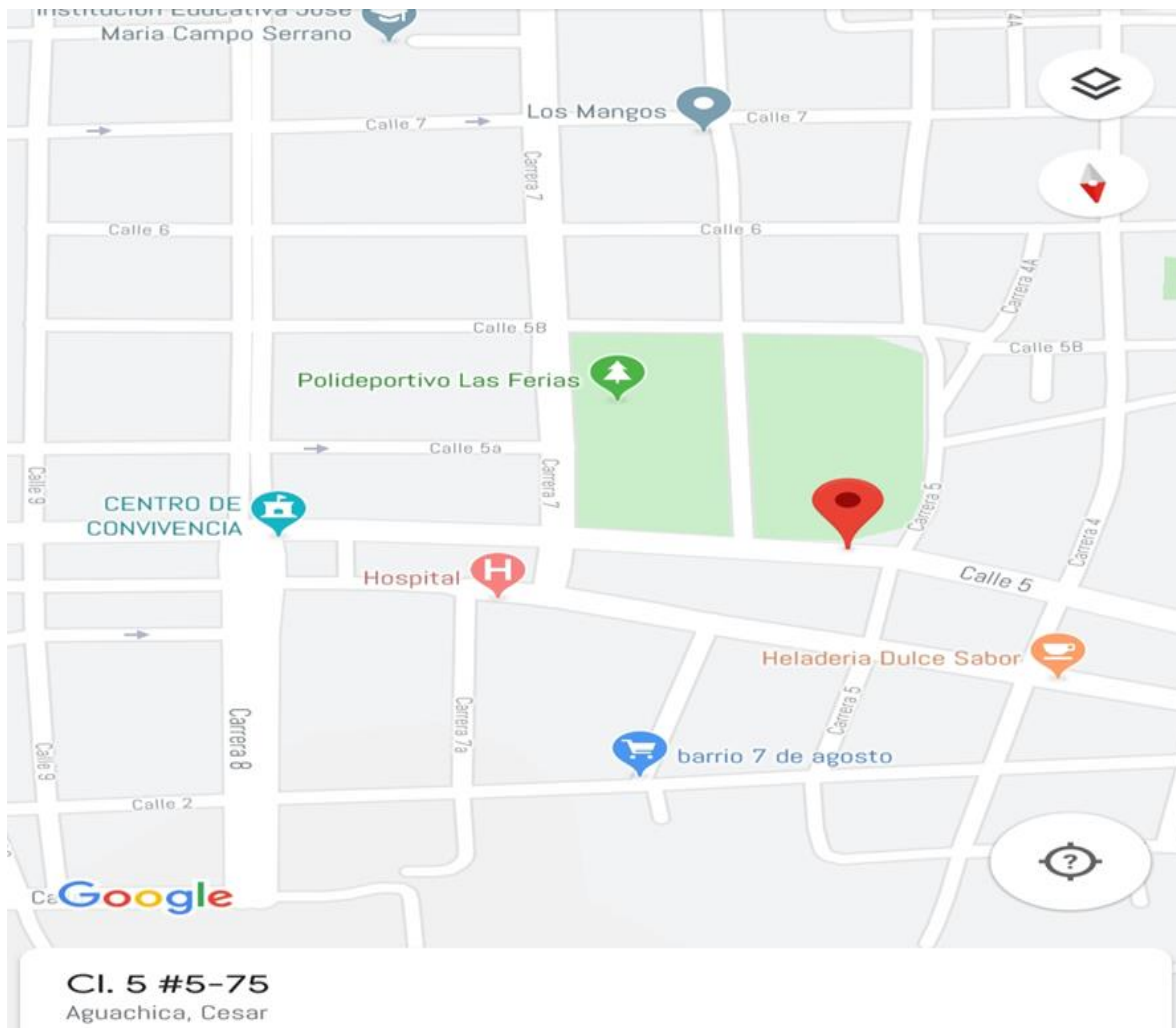 Institución Educativa José
Maria Campo Serrano
4A
Los Mangos
Calle 7
Calle 7
Carrera 7
Calle 6
Calle 6
Carrera 4A
Calle 5B
Calle 5B
Polideportivo Las Ferias
Calle 5a
Calle 9
Carrera 7
CENTRO DE
CONVIVENCIA
Carrera 5
Carrera 4
Hospital
H
Calle 5
Heladeria Dulce Sabor
Carrera 5
Carrera 8
Carrera 7a
Calle 9
barrio 7 de agosto
Calle 2
?
Google
Cl. 5 #5-75
Aguachica, Cesar